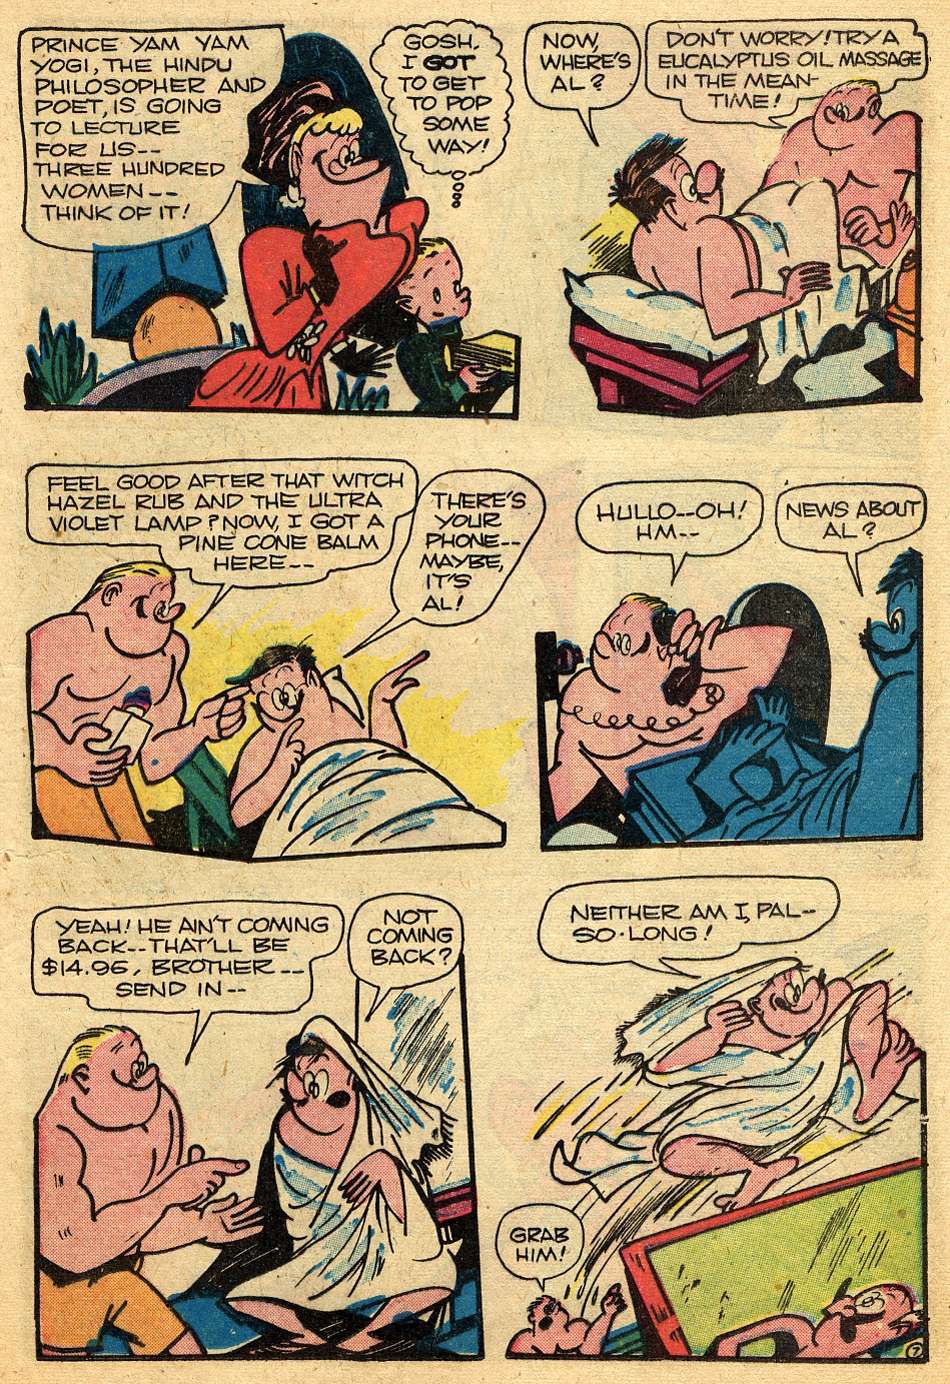 PRINCE YAM YAM
YOGI, THE HINDU
PHILOSOPHER AND
POET, IS GOING
TO LECTURE
FOR US--
THREE HUNDRED
WOMEN--
THINK OF IT!
GOSH,
I GOT
TO GET
TO POP
SOME
WAY!
NOW,
WHERE'S
AL?
DON'T WORRY! TRY A
EUCALYPTUS OIL MASSAGE
IN THE MEAN-
TIME!
FEEL GOOD AFTER THAT WITCH
HAZEL RUB AND THE ULTRA
VIOLET LAMP? NOW, I GOT A
PINE CONE BALM
HERE--
THERE'S
YOUR
PHONE--
MAYBE,
IT'S
AL!
HULLO--OH!
HM--
NEWS ABOUT
AL?
YEAH! HE AIN'T COMING
BACK--THAT'LL BE
$14.96, BROTHER--
SEND IN--
NOT
COMING
BACK?
NEITHER AM I, PAL--
SO-LONG!
GRAB
HIM!
7